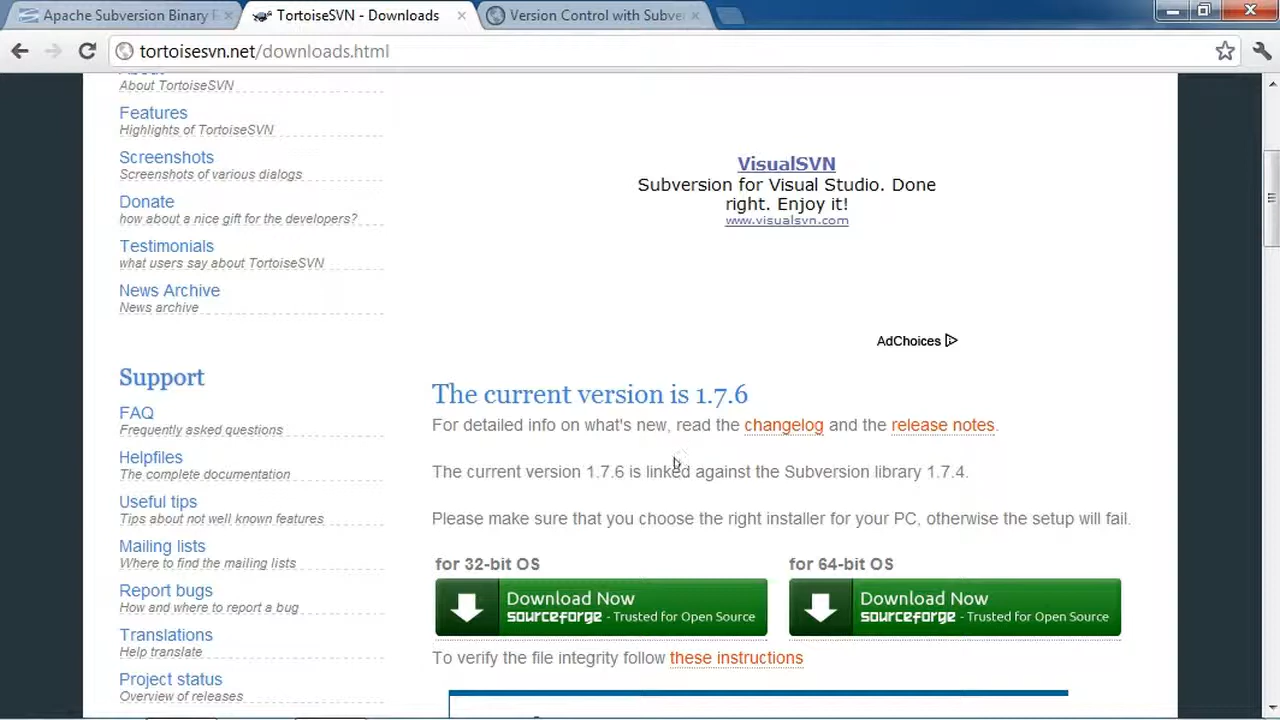 Apache Subversion Binary
TortoiseSVN - Downloads
Version Control with Subve
tortoisesvn.net/downloads.html
About
About TortoiseSVN
Features
Highlights of TortoiseSVN
Screenshots
Screenshots of various dialogs
Donate
how about a nice gift for the developers?
Testimonials
what users say about TortoiseSVN
News Archive
News archive
Support
FAQ
Frequently asked questions
Helpfiles
The complete documentation
Useful tips
Tips about not well known features
Mailing lists
Where to find the mailing lists
Report bugs
How and where to report a bug
Translations
Help translate
Project status
Overview of releases
VisualSVN
Subversion for Visual Studio. Done
right. Enjoy it!
www.visualsvn.com
AdChoices
The current version is 1.7.6
For detailed info on what's new, read the changelog and the release notes.
The current version 1.7.6 is linked against the Subversion library 1.7.4.
Please make sure that you choose the right installer for your PC, otherwise the setup will fail.
for 32-bit OS
Download Now
sourceforge - Trusted for Open Source
for 64-bit OS
Download Now
sourceforge - Trusted for Open Source
To verify the file integrity follow these instructions